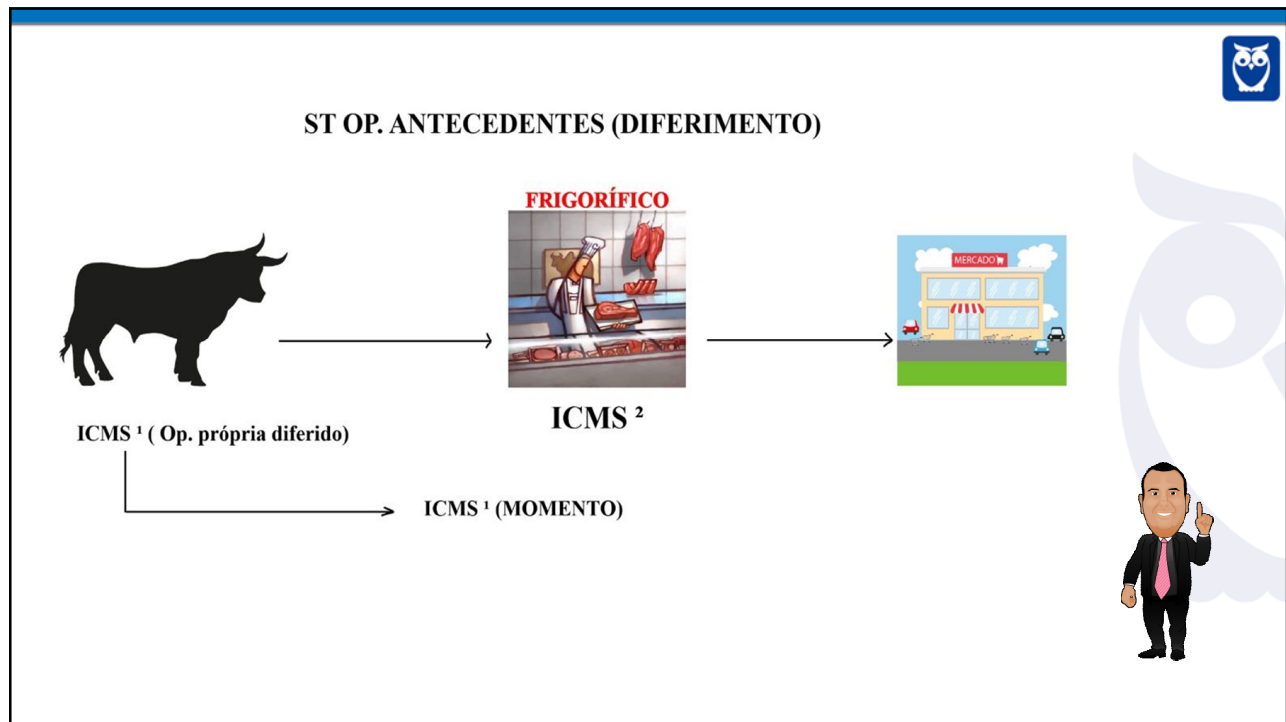 ST OP. ANTECEDENTES (DIFERIMENTO)
FRIGORÍFICO
MERCADO
ICMS ² 
ICMS ¹ ( Op. própria diferido)
ICMS ¹ (MOMENTO)